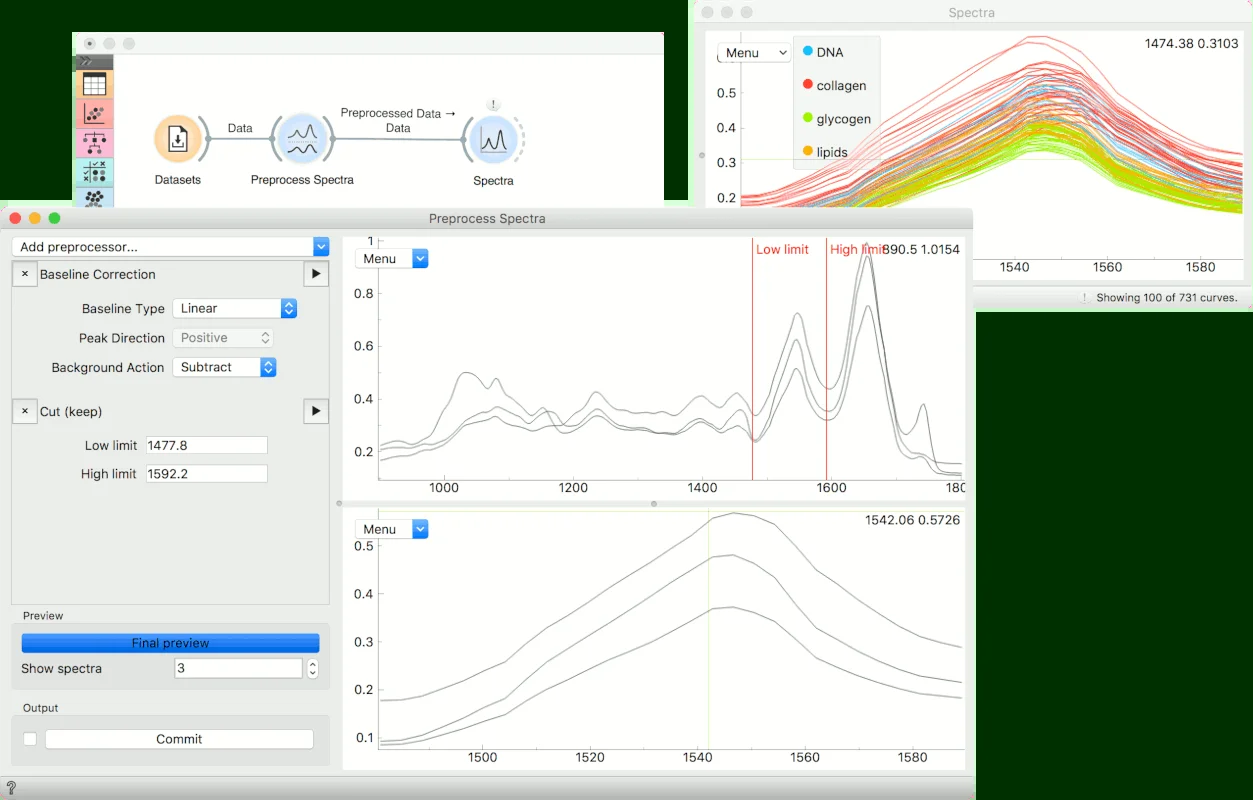 Spectra
Menu
DNA
collagen
glycogen
lipids
1474.38 0.3103
0.5
0.4
0.3
0.2
1540
1560
1580
! Showing 100 of 731 curves.
Data
Preprocessed Data →
Data
!
Datasets
Preprocess Spectra
Spectra
Preprocess Spectra
Add preprocessor...
× Baseline Correction
Baseline Type Linear
Peak Direction Positive
Background Action Subtract
× Cut (keep)
Low limit 1477.8
High limit 1592.2
Preview
Final preview
Show spectra 3
Output
Commit
?
Menu
Low limit
High limit
890.5 1.0154
1
0.8
0.6
0.4
0.2
1000 1200 1400 1600 180
Menu
1542.06 0.5726
0.5
0.4
0.3
0.2
0.1
1500 1520 1540 1560 1580